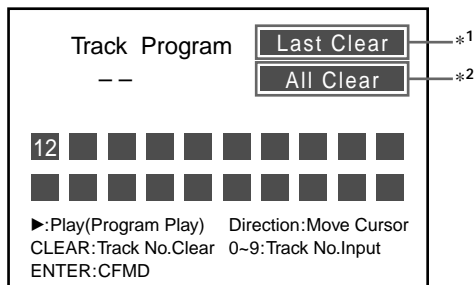 Track Program Last Clear *1
– – All Clear *2
12
►:Play(Program Play) Direction:Move Cursor
CLEAR:Track No.Clear 0~9:Track No.Input
ENTER:CFMD